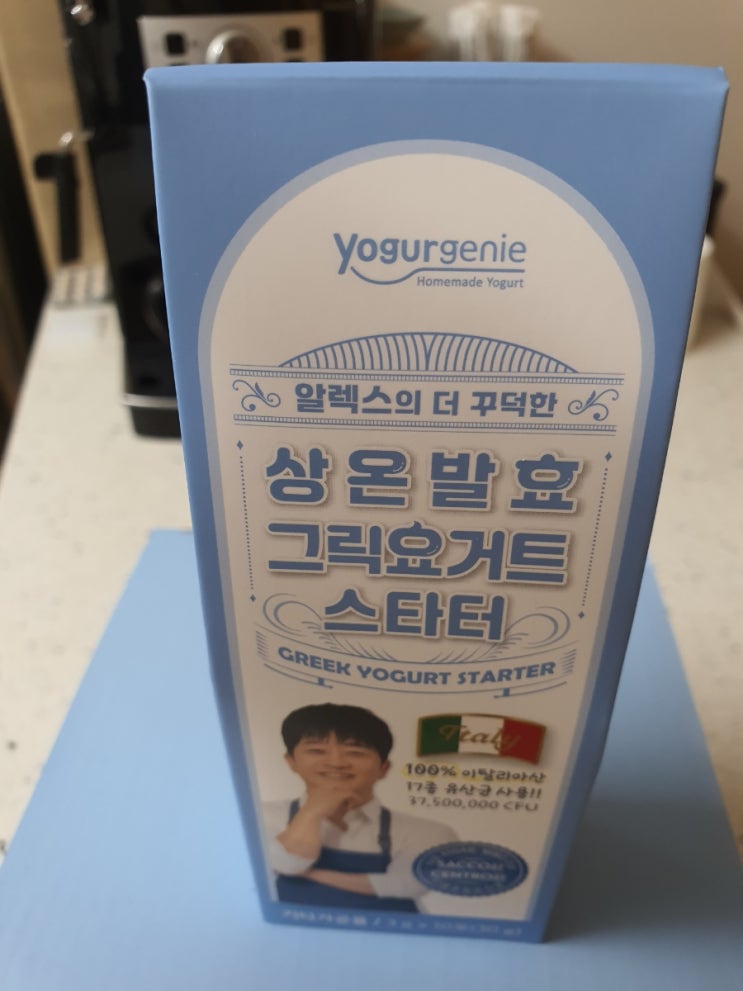 Yogurgenie
Homemade Yogurt
알렉스의 더 꾸덕한
상온발효
그릭요거트
스타터
GREEK YOGURT STARTER
Italy
100% 이탈리아산
17종 유산균 사용!!
37,500,000 CFU
SACCO
CENTRO